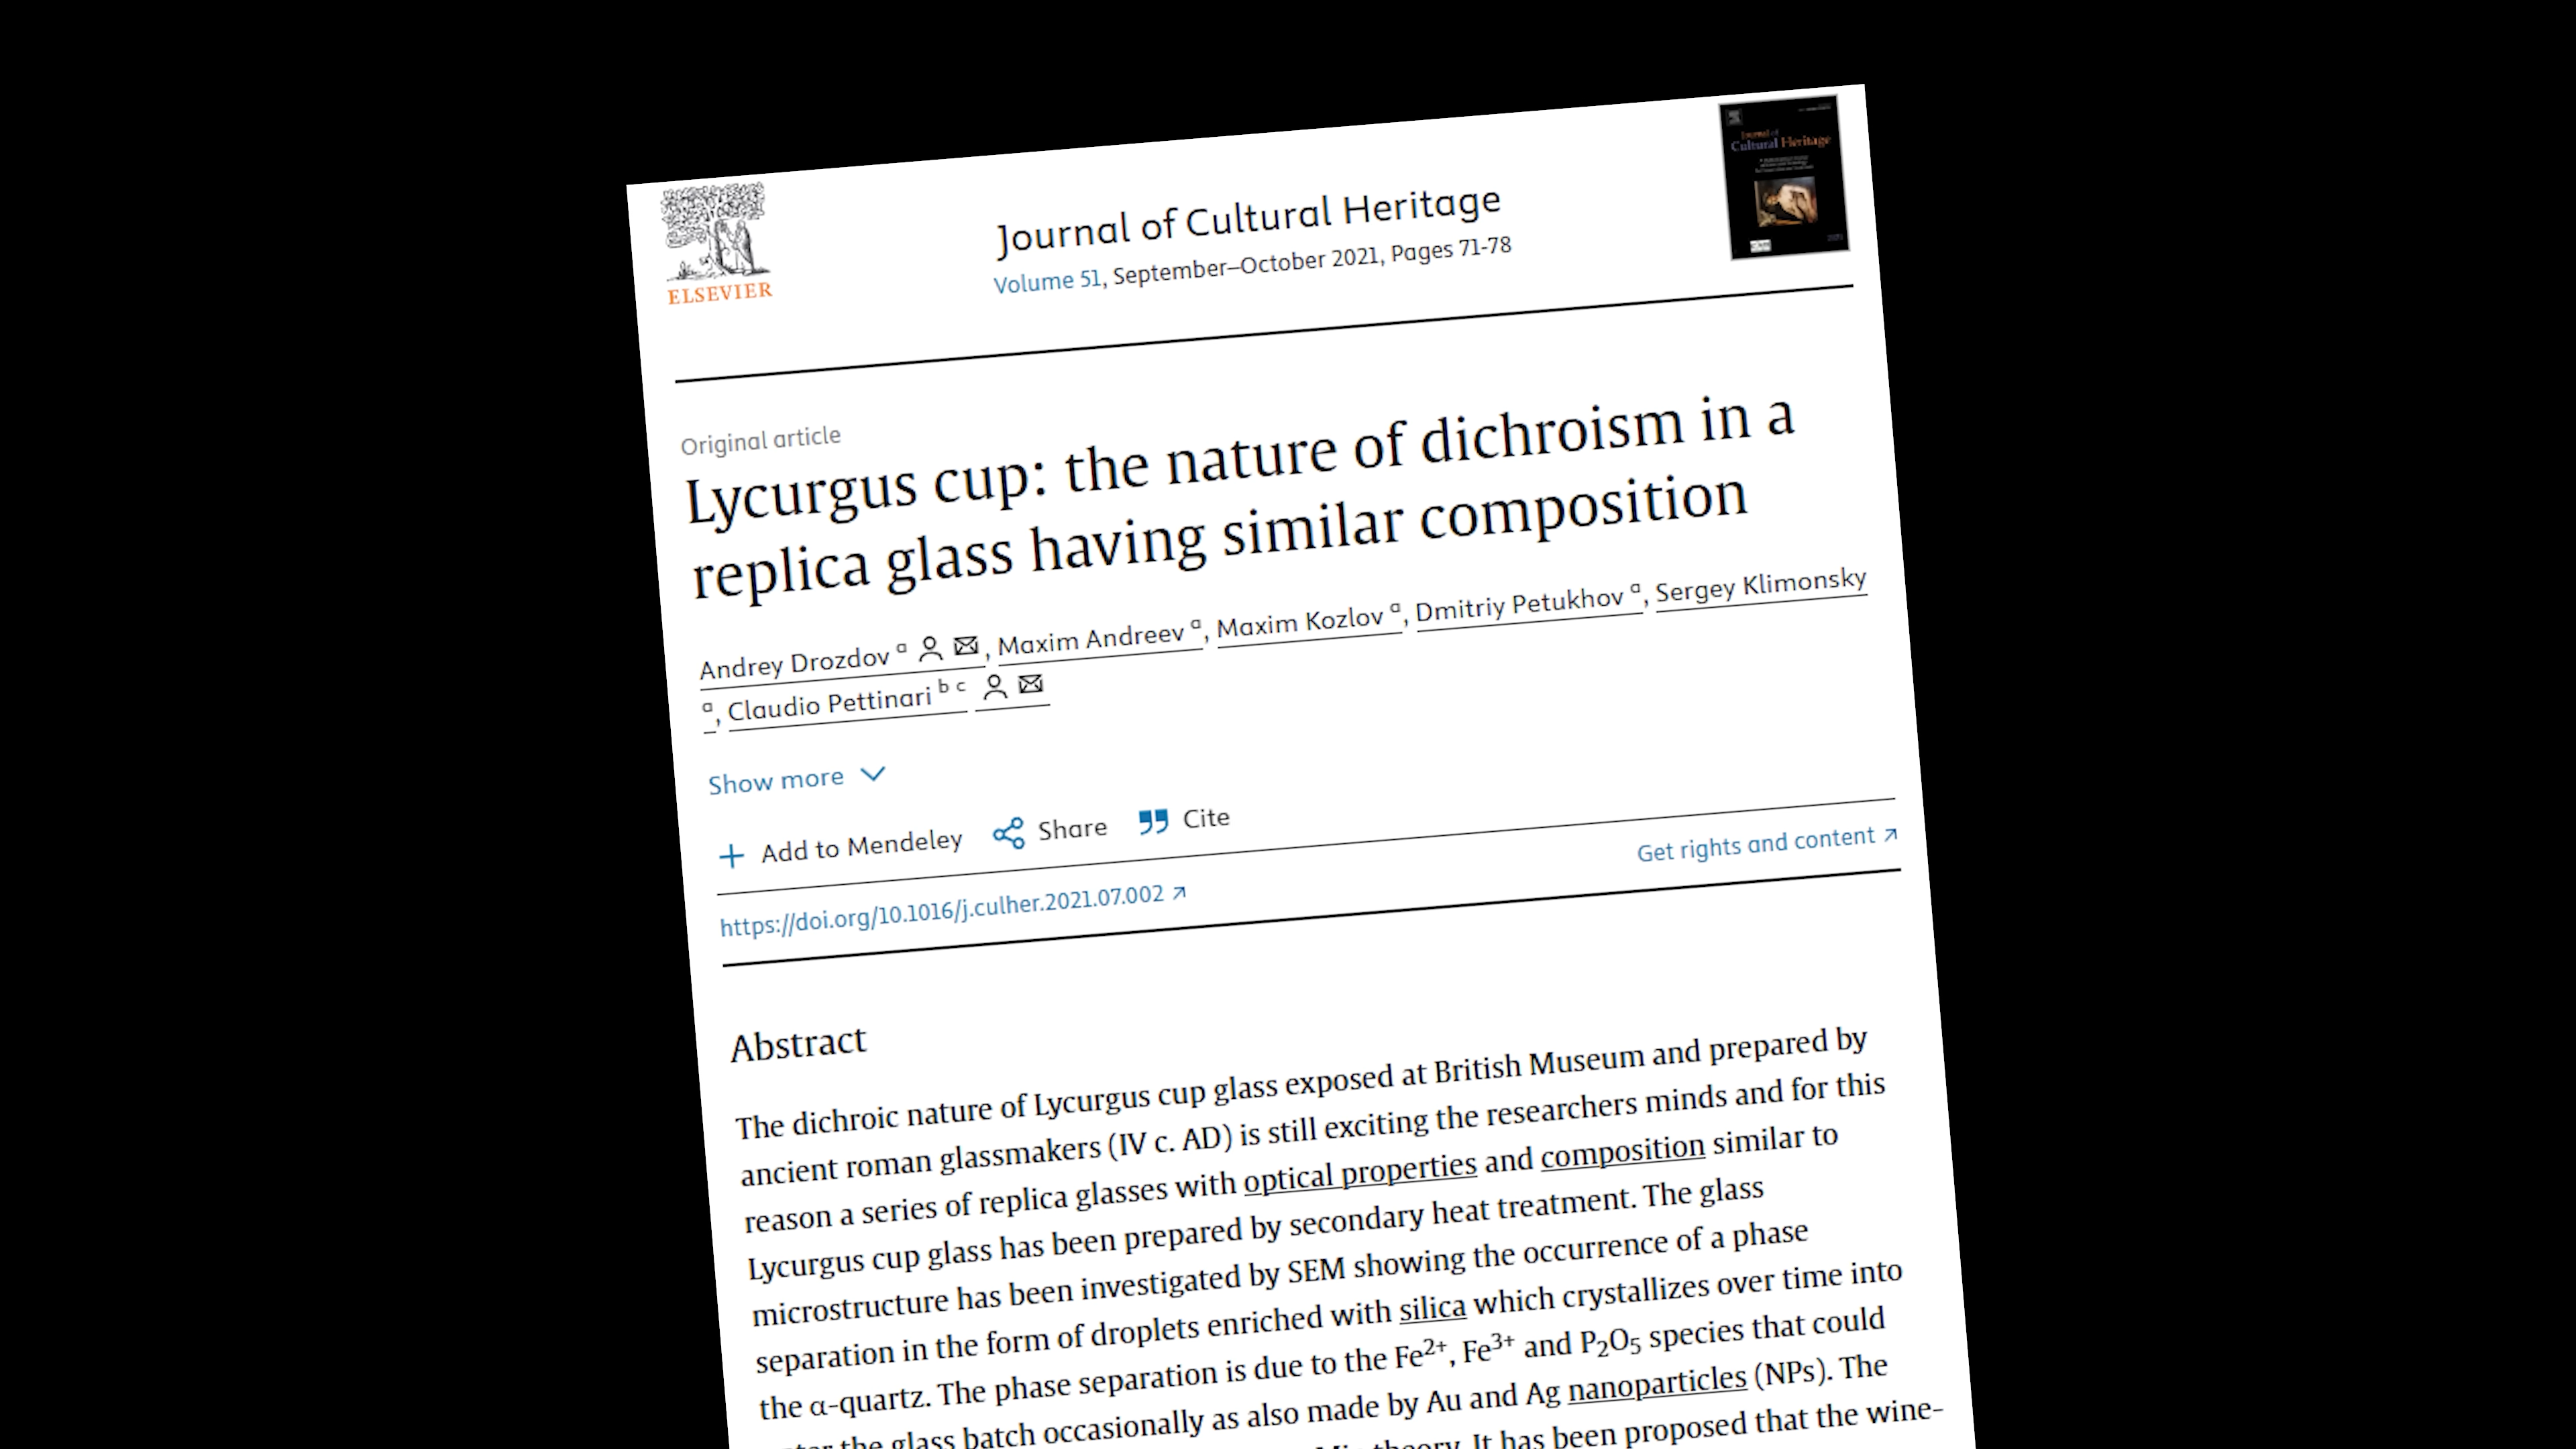 Journal of
Cultural Heritage
ELSEVIER
Journal of Cultural Heritage
Volume 51, September–October 2021, Pages 71-78
Original article
Lycurgus cup: the nature of dichroism in a
replica glass having similar composition
Andrey Drozdov a, Maxim Andreev a, Maxim Kozlov a, Dmitriy Petukhov a, Sergey Klimonsky
a, Claudio Pettinari b c
Show more
Add to Mendeley Share Cite
Get rights and content
https://doi.org/10.1016/j.culher.2021.07.002
Abstract
The dichroic nature of Lycurgus cup glass exposed at British Museum and prepared by
ancient roman glassmakers (IV c. AD) is still exciting the researchers minds and for this
reason a series of replica glasses with optical properties and composition similar to
Lycurgus cup glass has been prepared by secondary heat treatment. The glass
microstructure has been investigated by SEM showing the occurrence of a phase
separation in the form of droplets enriched with silica which crystallizes over time into
the α-quartz. The phase separation is due to the Fe2+, Fe3+ and P2O5 species that could
the glass batch occasionally as also made by Au and Ag nanoparticles (NPs). The
theory. It has been proposed that the wine-